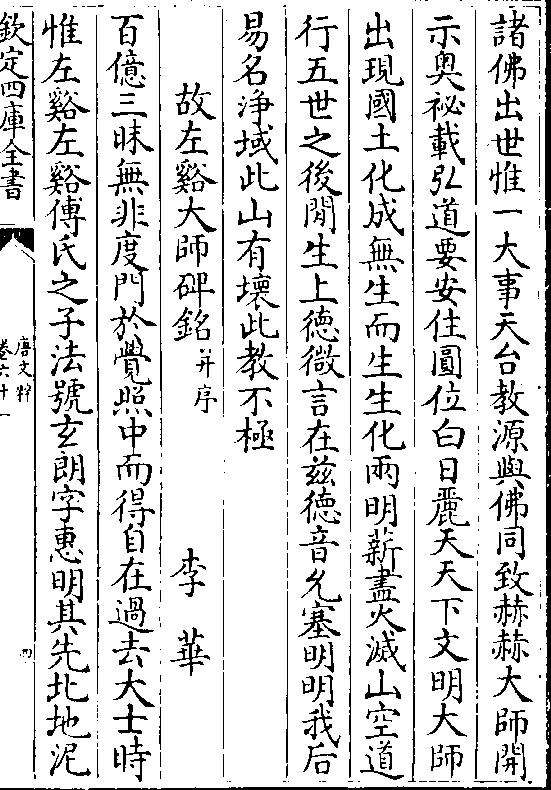 諸佛出世惟一大事天台教源與佛同致赫赫大師開
示奧祕載弘道要安住圓位白日麗天天下文明大師
出現國土化成無生而生生化兩明薪盡火滅山空道
行五世之後閒生上德微言在兹德音允塞明明我后
易名浄域此山有壞此教不極
故左谿大師碑銘并序 李華
百億三昧無非度門於覺照中而得自在過去大士時
惟左谿左谿傅氏之子法號玄朗字惠明其先北地泥
欽定四庫全書
唐文粹
卷六十一
四